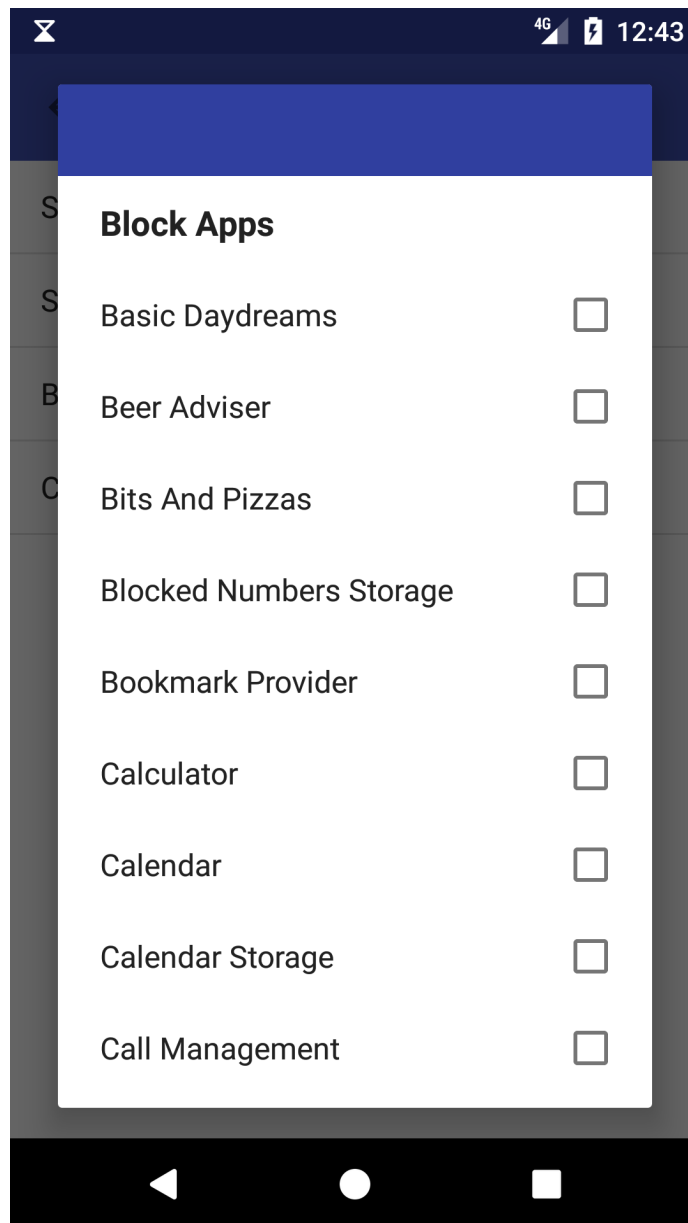 4G 12:43
Block Apps
S
Basic Daydreams
S
Beer Adviser
B
Bits And Pizzas
C
Blocked Numbers Storage
Bookmark Provider
Calculator
Calendar
Calendar Storage
Call Management